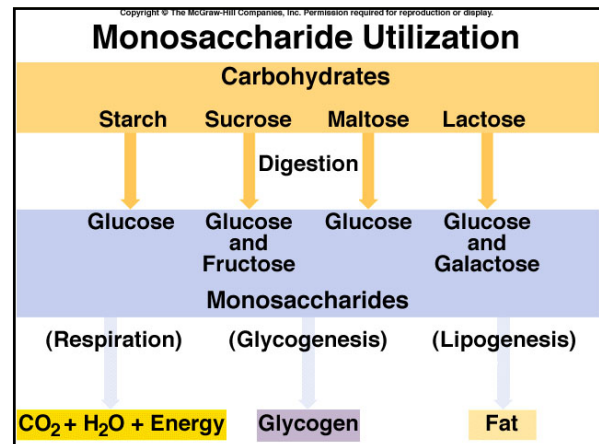 Copyright © The McGraw-Hill Companies, Inc. Permission required for reproduction or display.
Monosaccharide Utilization
Carbohydrates
Starch Sucrose Maltose Lactose
Digestion
Glucose Glucose Glucose Glucose
and and
Fructose Galactose
Monosaccharides
(Respiration) (Glycogenesis) (Lipogenesis)
CO₂ + H₂O + Energy Glycogen Fat